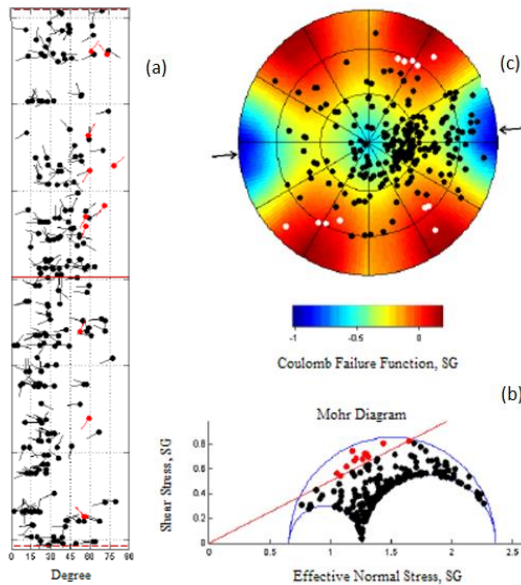 (a)
0 15 30 45 60 75 90
Degree
(c)
-1 -0.5 0
Coulomb Failure Function, SG
(b)
Mohr Diagram
Shear Stress, SG
0.8
0.6
0.4
0.2
0
0 0.5 1 1.5 2 2.5
Effective Normal Stress, SG